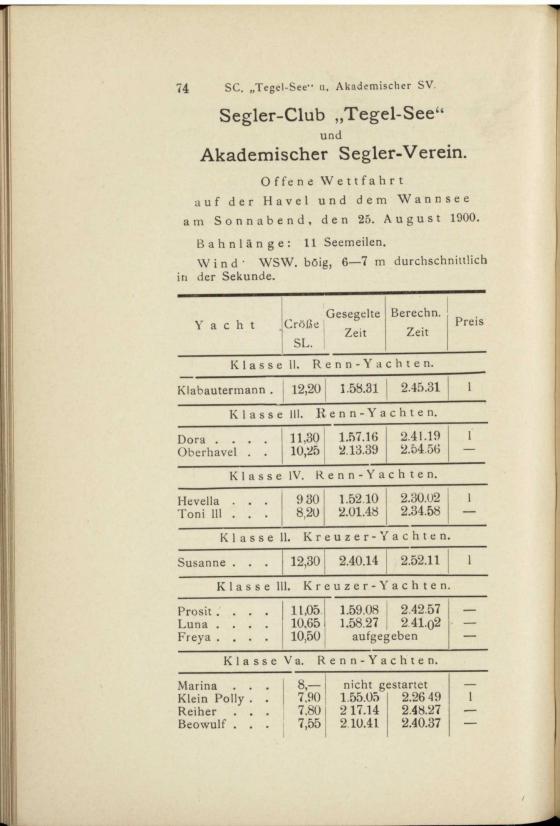 74 SC. „Tegel-See“ u. Akademischer SV.
Segler-Club „Tegel-See“
und
Akademischer Segler-Verein.
Offene Wettfahrt
auf der Havel und dem Wannsee
am Sonnabend, den 25. August 1900.
Bahnlänge: 11 Seemeilen.
Wind· WSW. böig, 6—7 m durchschnittlich
in der Sekunde.
Yacht Größe SL. Gesegelte Zeit Berechn. Zeit Preis
Klasse II. Renn-Yachten.
Klabautermann . 12,20 1.58.31 2.45.31 1
Klasse III. Renn-Yachten.
Dora . . . . 11,30 1.57.16 2.41.19 1
Oberhavel . . 10,25 2.13.39 2.54.56 —
Klasse IV. Renn-Yachten.
Hevella . . . 9 30 1.52.10 2.30.02 1
Toni III . . . 8,20 2.01.48 2.34.58 —
Klasse II. Kreuzer-Yachten.
Susanne . . . 12,30 2.40.14 2.52.11 1
Klasse III. Kreuzer-Yachten.
Prosit . . . . 11,05 1.59.08 2.42.57 —
Luna . . . . 10,65 1.58.27 2 41.02 —
Freya . . . . 10,50 aufgegeben —
Klasse Va. Renn-Yachten.
Marina . . . 8,— nicht gestartet —
Klein Polly . . 7,90 1.55.05 2.26 49 1
Reiher . . . 7,80 2 17.14 2.48.27 —
Beowulf . . . 7,55 2.10.41 2.40.37 —